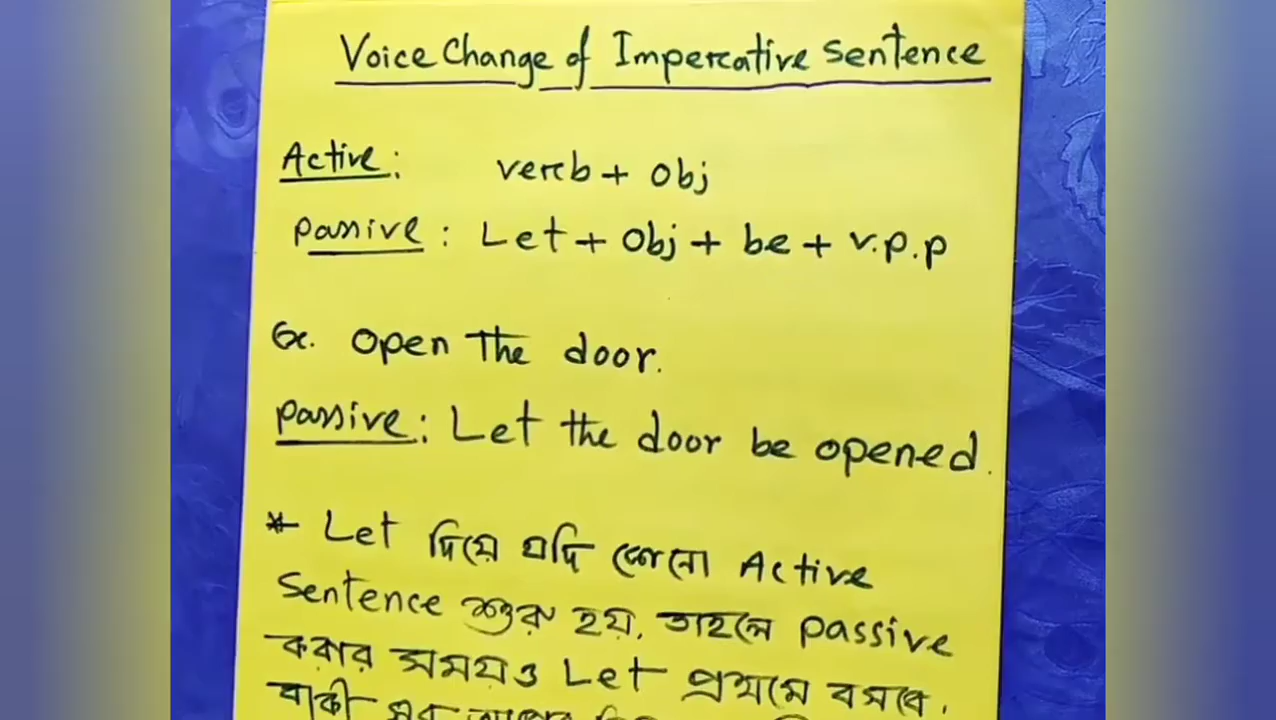 Voice Change of Imperative Sentence
Active: verb + obj
Passive: Let + Obj + be + v.p.p
Ex. Open The door.
Passive: Let the door be opened.
* Let দিয়ে যদি কোনো Active
Sentence শুরু হয়, তাহলে passive
করার সময়ও Let প্রথমে বসবে.
বাকী সব